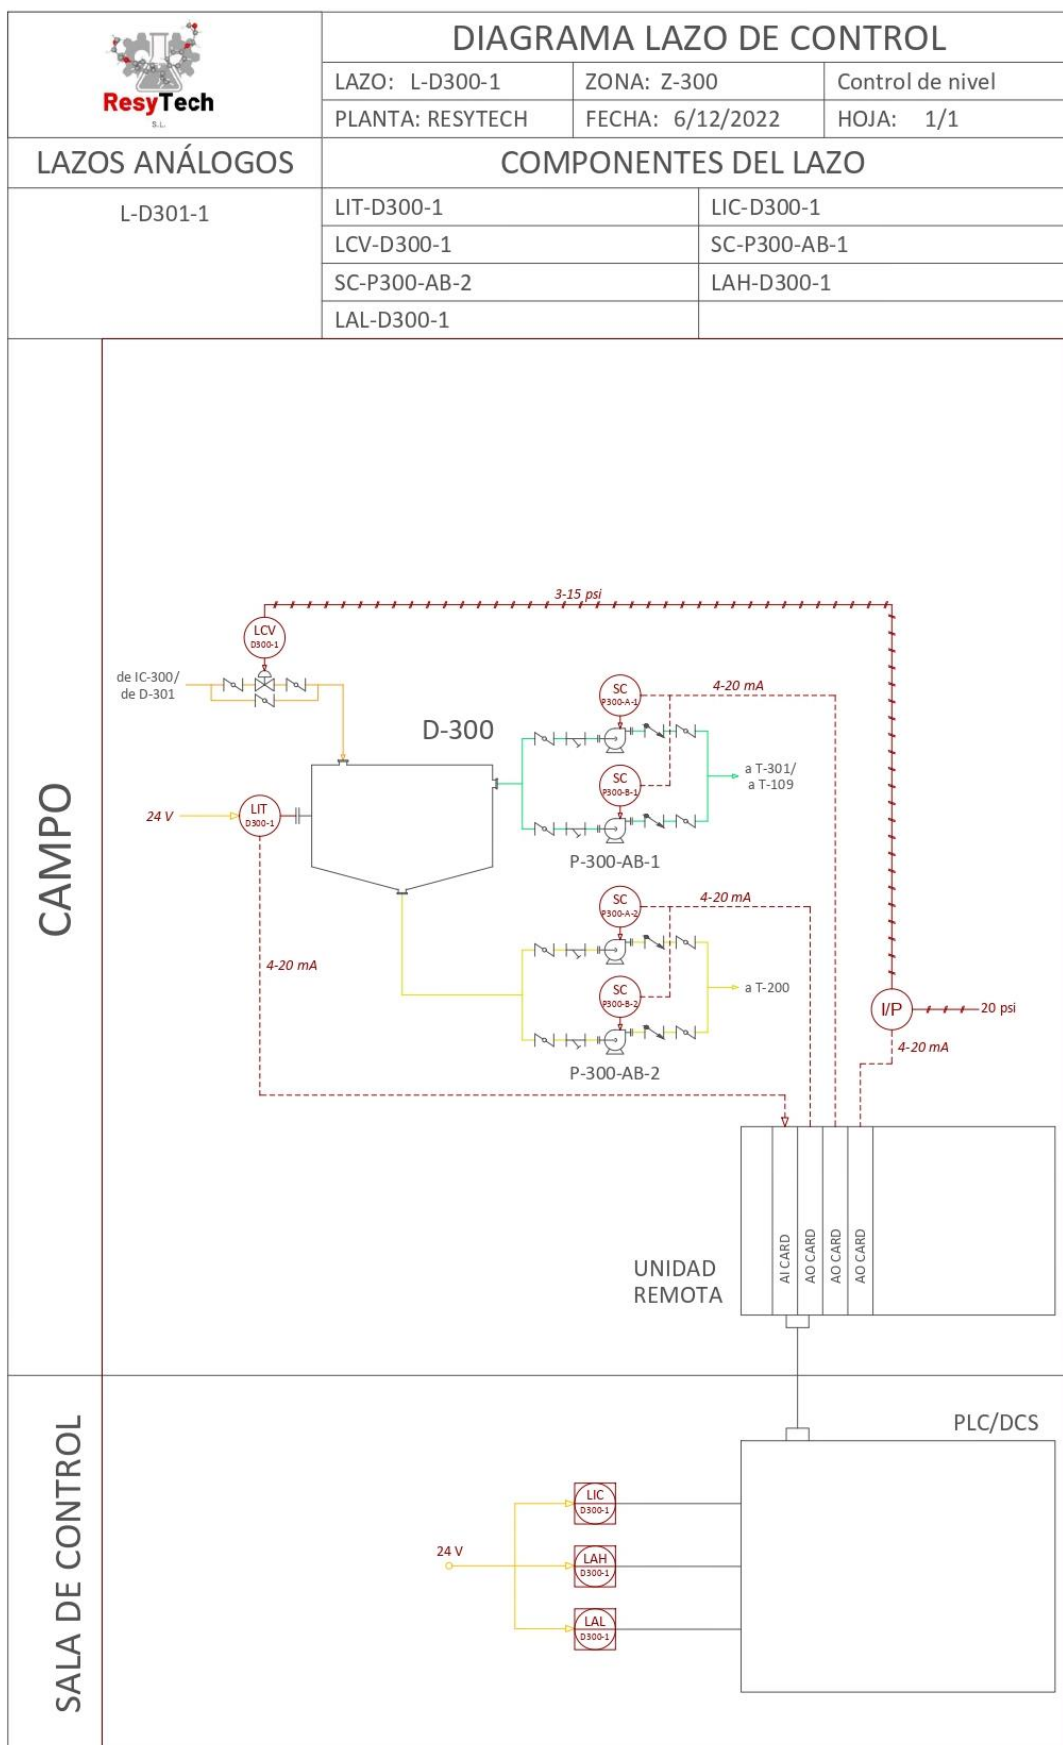 ResyTech
S.L.
DIAGRAMA LAZO DE CONTROL
LAZO: L-D300-1
ZONA: Z-300
Control de nivel
PLANTA: RESYTECH
FECHA: 6/12/2022
HOJA: 1/1
LAZOS ANÁLOGOS
COMPONENTES DEL LAZO
L-D301-1
LIT-D300-1
LIC-D300-1
LCV-D300-1
SC-P300-AB-1
SC-P300-AB-2
LAH-D300-1
LAL-D300-1
CAMPO
3-15 psi
LCV
D300-1
de IC-300/
de D-301
SC
P300-A-1
4-20 mA
D-300
SC
P300-B-1
a T-301/
a T-109
24 V
LIT
D300-1
P-300-AB-1
SC
P300-A-2
4-20 mA
4-20 mA
SC
P300-B-2
a T-200
I/P
20 psi
4-20 mA
P-300-AB-2
UNIDAD
REMOTA
AI CARD
AO CARD
AO CARD
AO CARD
SALA DE CONTROL
PLC/DCS
24 V
LIC
D300-1
LAH
D300-1
LAL
D300-1